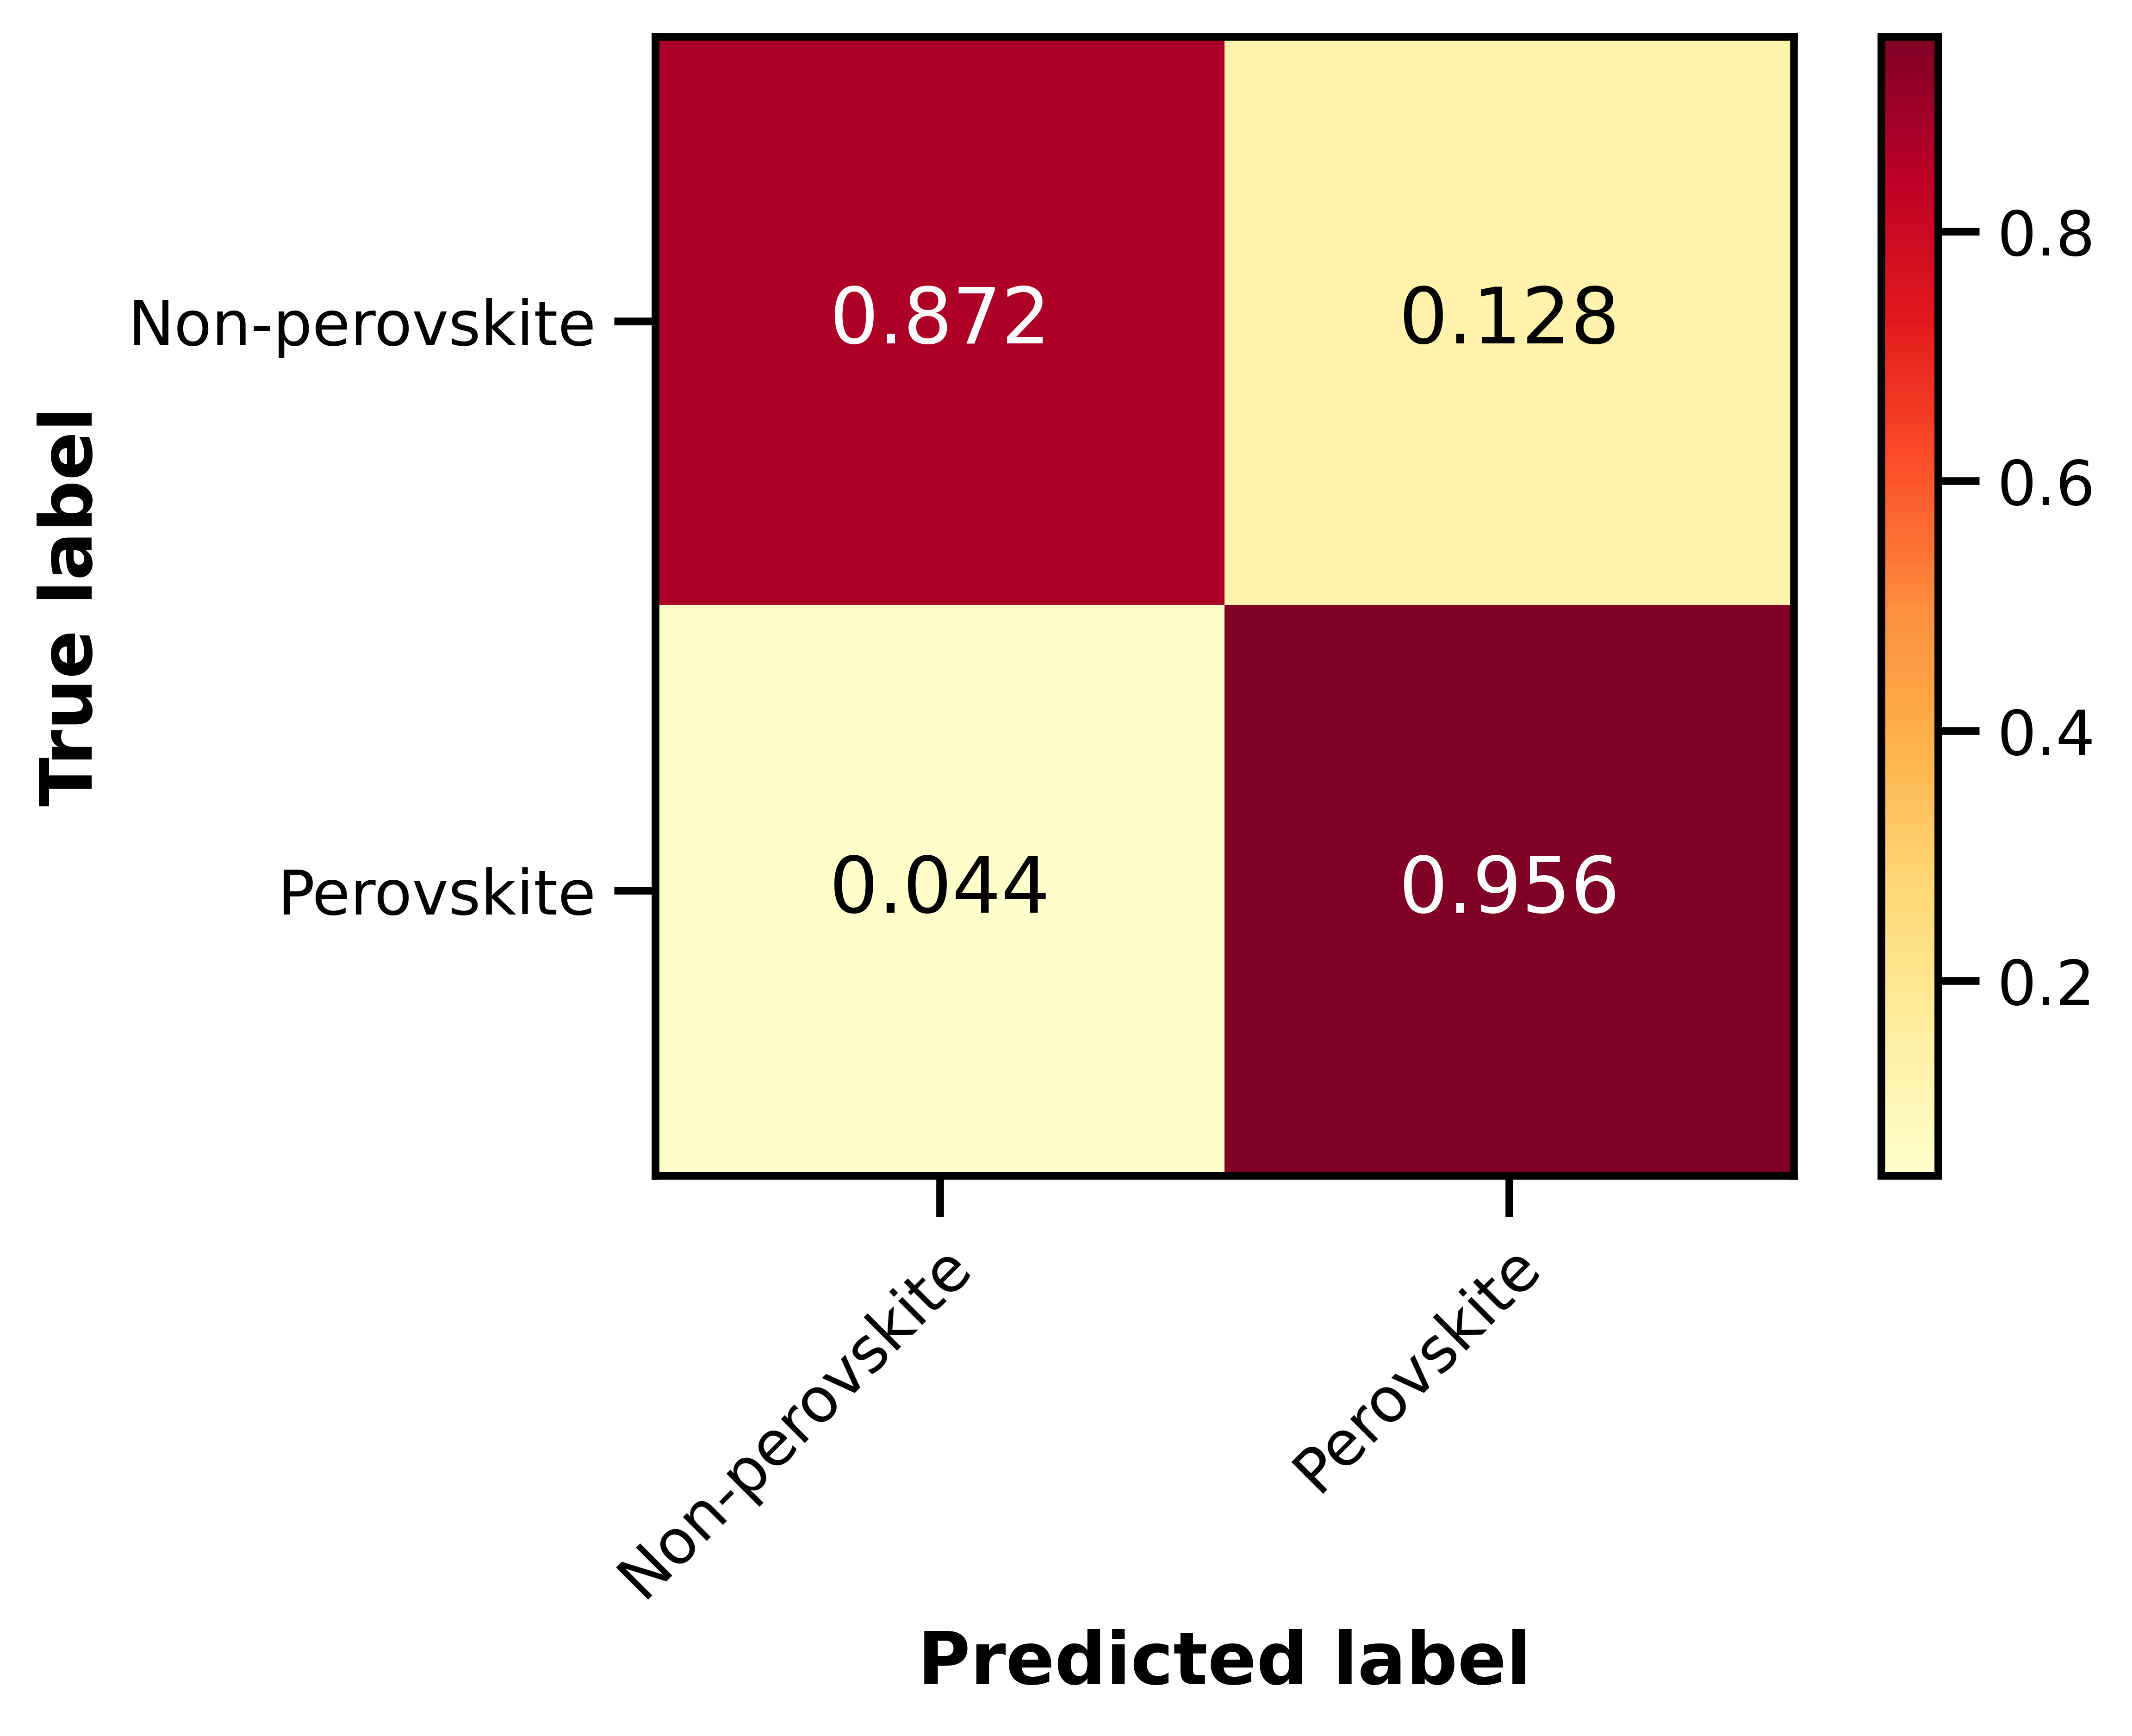 True label
Non-perovskite
Perovskite
0.872
0.128
0.044
0.956
Non-perovskite
Perovskite
Predicted label
0.8
0.6
0.4
0.2